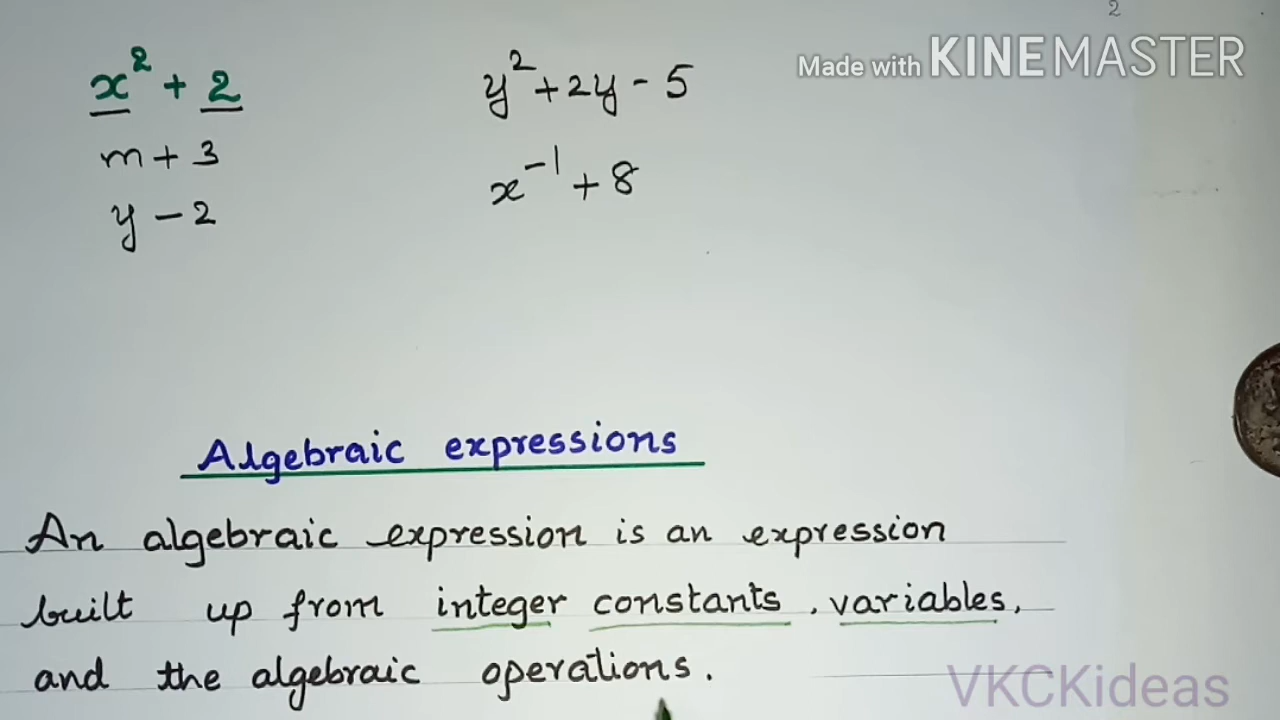 2
Made with KINEMASTER
x² + 2
m + 3
y - 2
y² + 2y - 5
x⁻¹ + 8
Algebraic expressions
An algebraic expression is an expression
built up from integer constants, variables,
and the algebraic operations.
VKCKideas